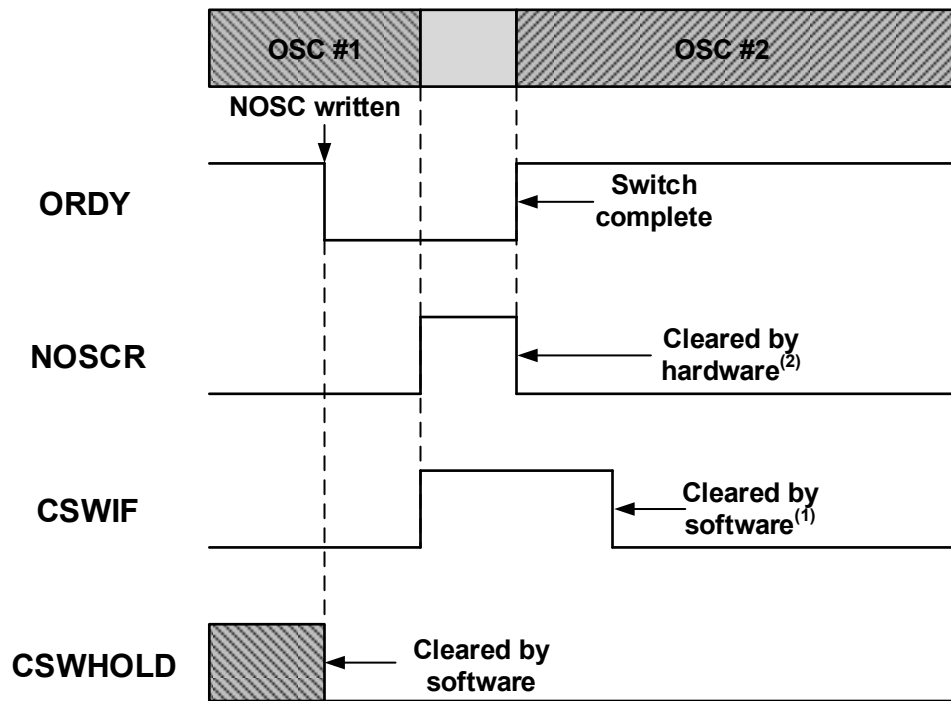 OSC #1
OSC #2
NOSC written
ORDY
Switch
complete
NOSCR
Cleared by
hardware(2)
CSWIF
Cleared by
software(1)
CSWHOLD
Cleared by
software